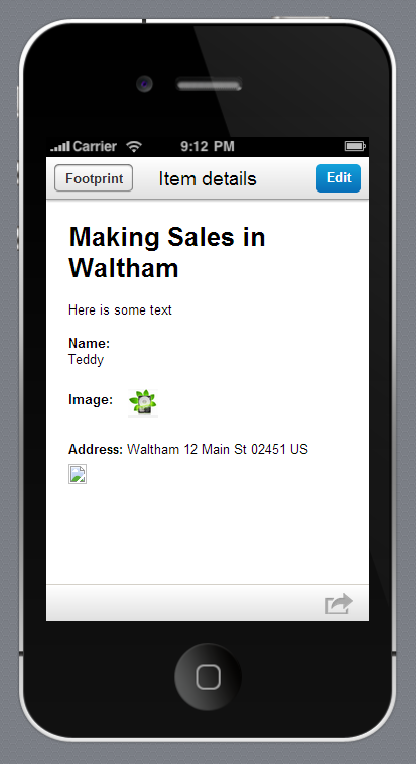 Carrier 9:12 PM
Footprint Item details Edit
Making Sales in
Waltham
Here is some text
Name:
Teddy
Image:
Address: Waltham 12 Main St 02451 US